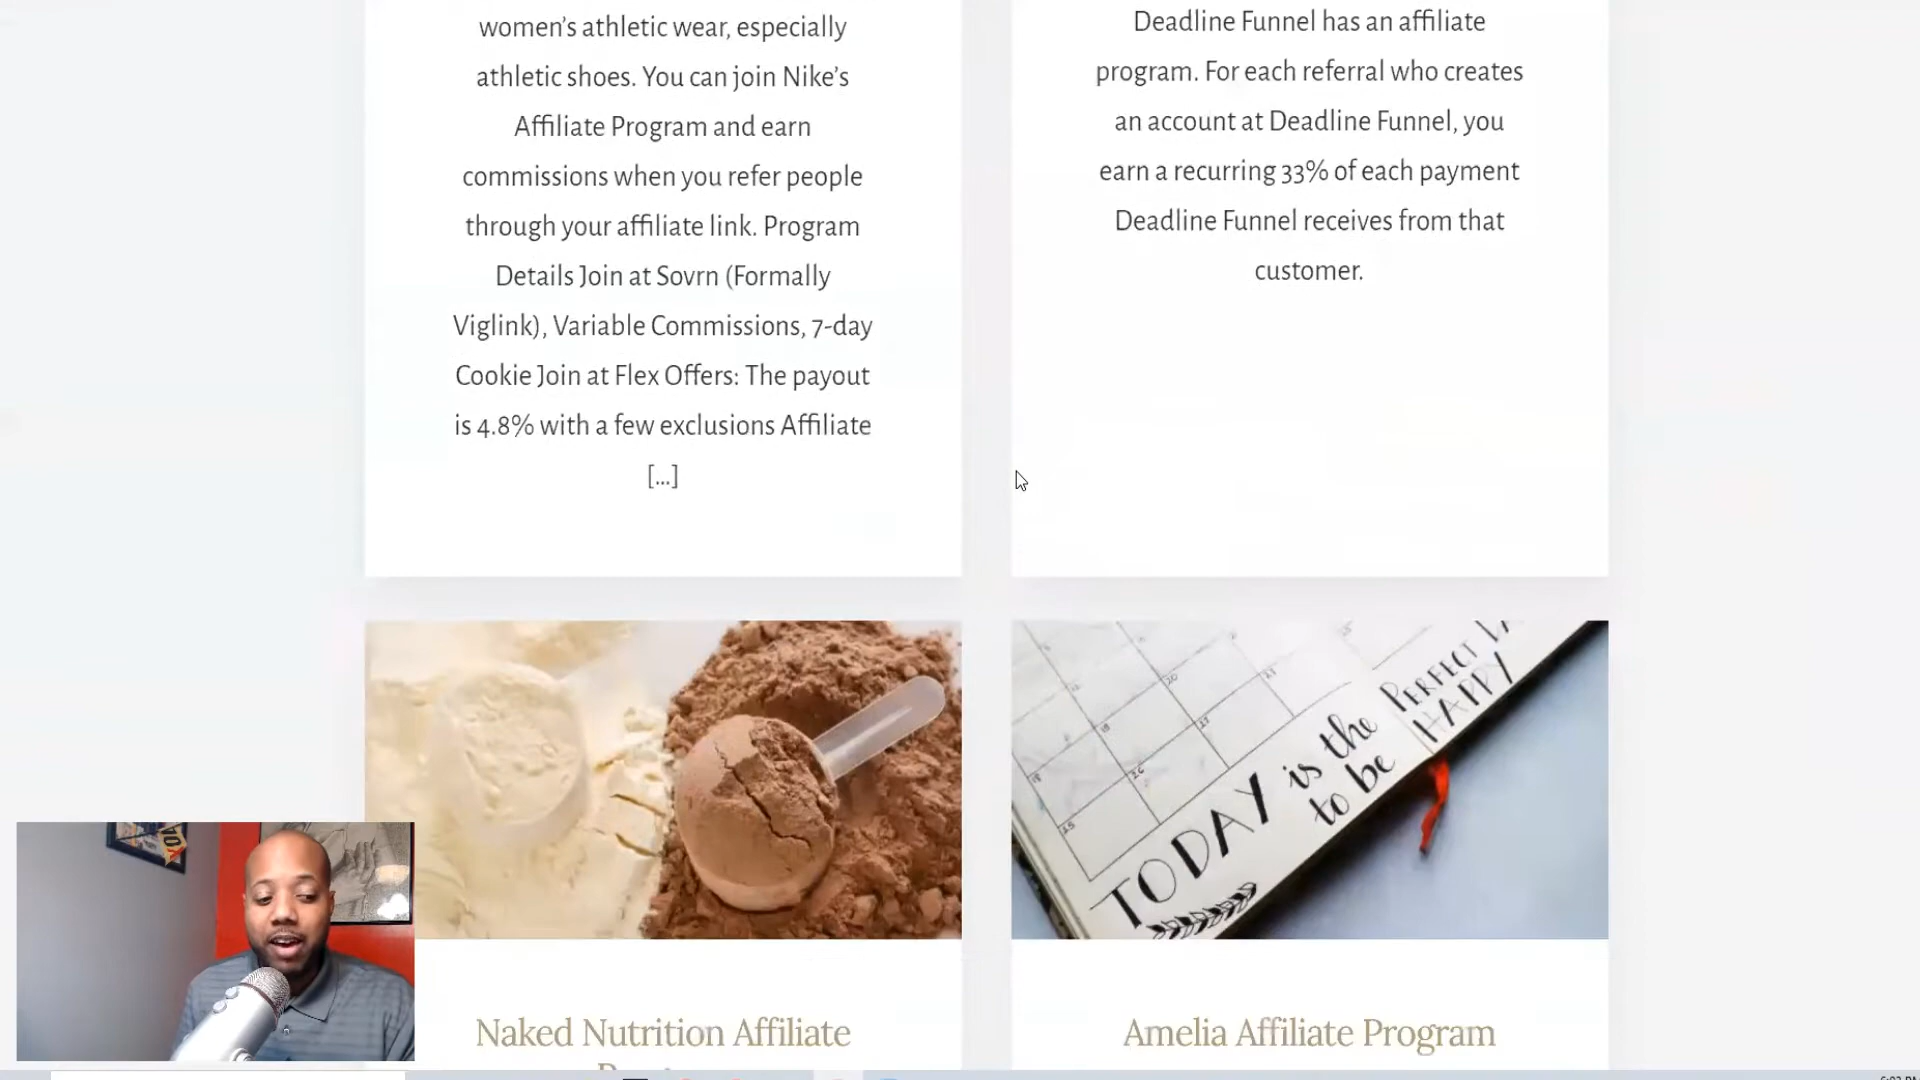 women's athletic wear, especially
athletic shoes. You can join Nike's
Affiliate Program and earn
commissions when you refer people
through your affiliate link. Program
Details Join at Sovrn (Formally
Viglink), Variable Commissions, 7-day
Cookie Join at Flex Offers: The payout
is 4.8% with a few exclusions Affiliate
[...]
Deadline Funnel has an affiliate
program. For each referral who creates
an account at Deadline Funnel, you
earn a recurring 33% of each payment
Deadline Funnel receives from that
customer.
TODAY is the
PERFECT
to be
HAPPY
Naked Nutrition Affiliate
Amelia Affiliate Program